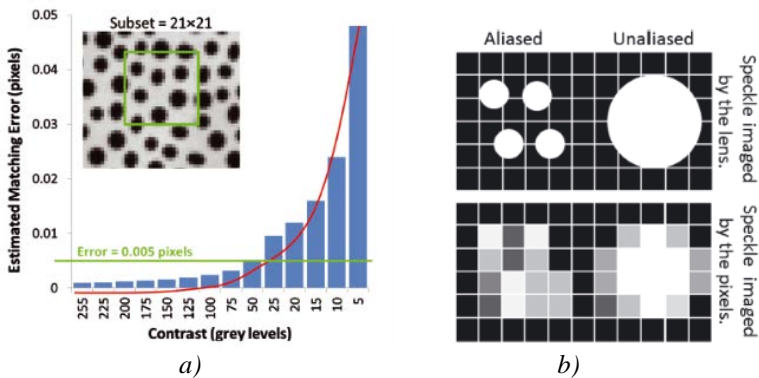 a)
Subset = 21×21
Estimated Matching Error (pixels)
0.05
0.04
0.03
0.02
0.01
0
Error = 0.005 pixels
255
225
200
175
150
125
100
75
50
25
20
15
10
5
Contrast (grey levels)
a)
b)
Aliased
Unaliased
Speckle imaged
by the lens.
Speckle imaged
by the pixels.
b)